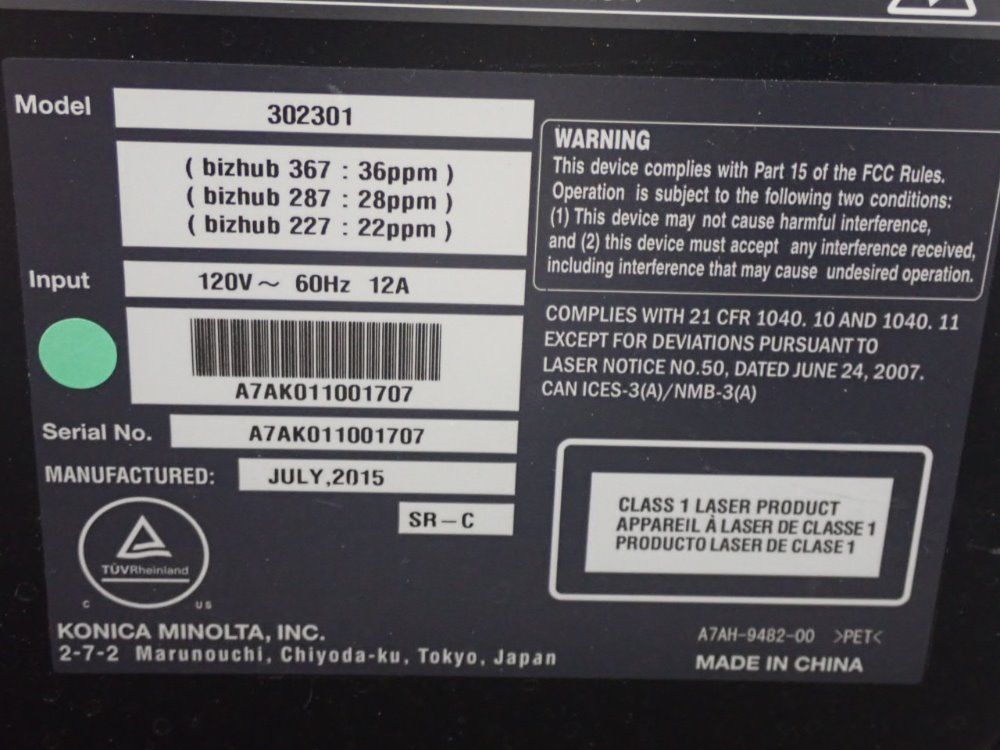 Model 302301
( bizhub 367 : 36ppm )
( bizhub 287 : 28ppm )
( bizhub 227 : 22ppm )
Input 120V~ 60Hz 12A
A7AK011001707
Serial No. A7AK011001707
MANUFACTURED: JULY,2015
SR-C
TÜVRheinland
C US
KONICA MINOLTA, INC.
2-7-2 Marunouchi, Chiyoda-ku, Tokyo, Japan
WARNING
This device complies with Part 15 of the FCC Rules.
Operation is subject to the following two conditions:
(1) This device may not cause harmful interference,
and (2) this device must accept any interference received,
including interference that may cause undesired operation.
COMPLIES WITH 21 CFR 1040. 10 AND 1040. 11
EXCEPT FOR DEVIATIONS PURSUANT TO
LASER NOTICE NO.50, DATED JUNE 24, 2007.
CAN ICES-3(A)/NMB-3(A)
CLASS 1 LASER PRODUCT
APPAREIL À LASER DE CLASSE 1
PRODUCTO LASER DE CLASE 1
A7AH-9482-00 >PET<
MADE IN CHINA